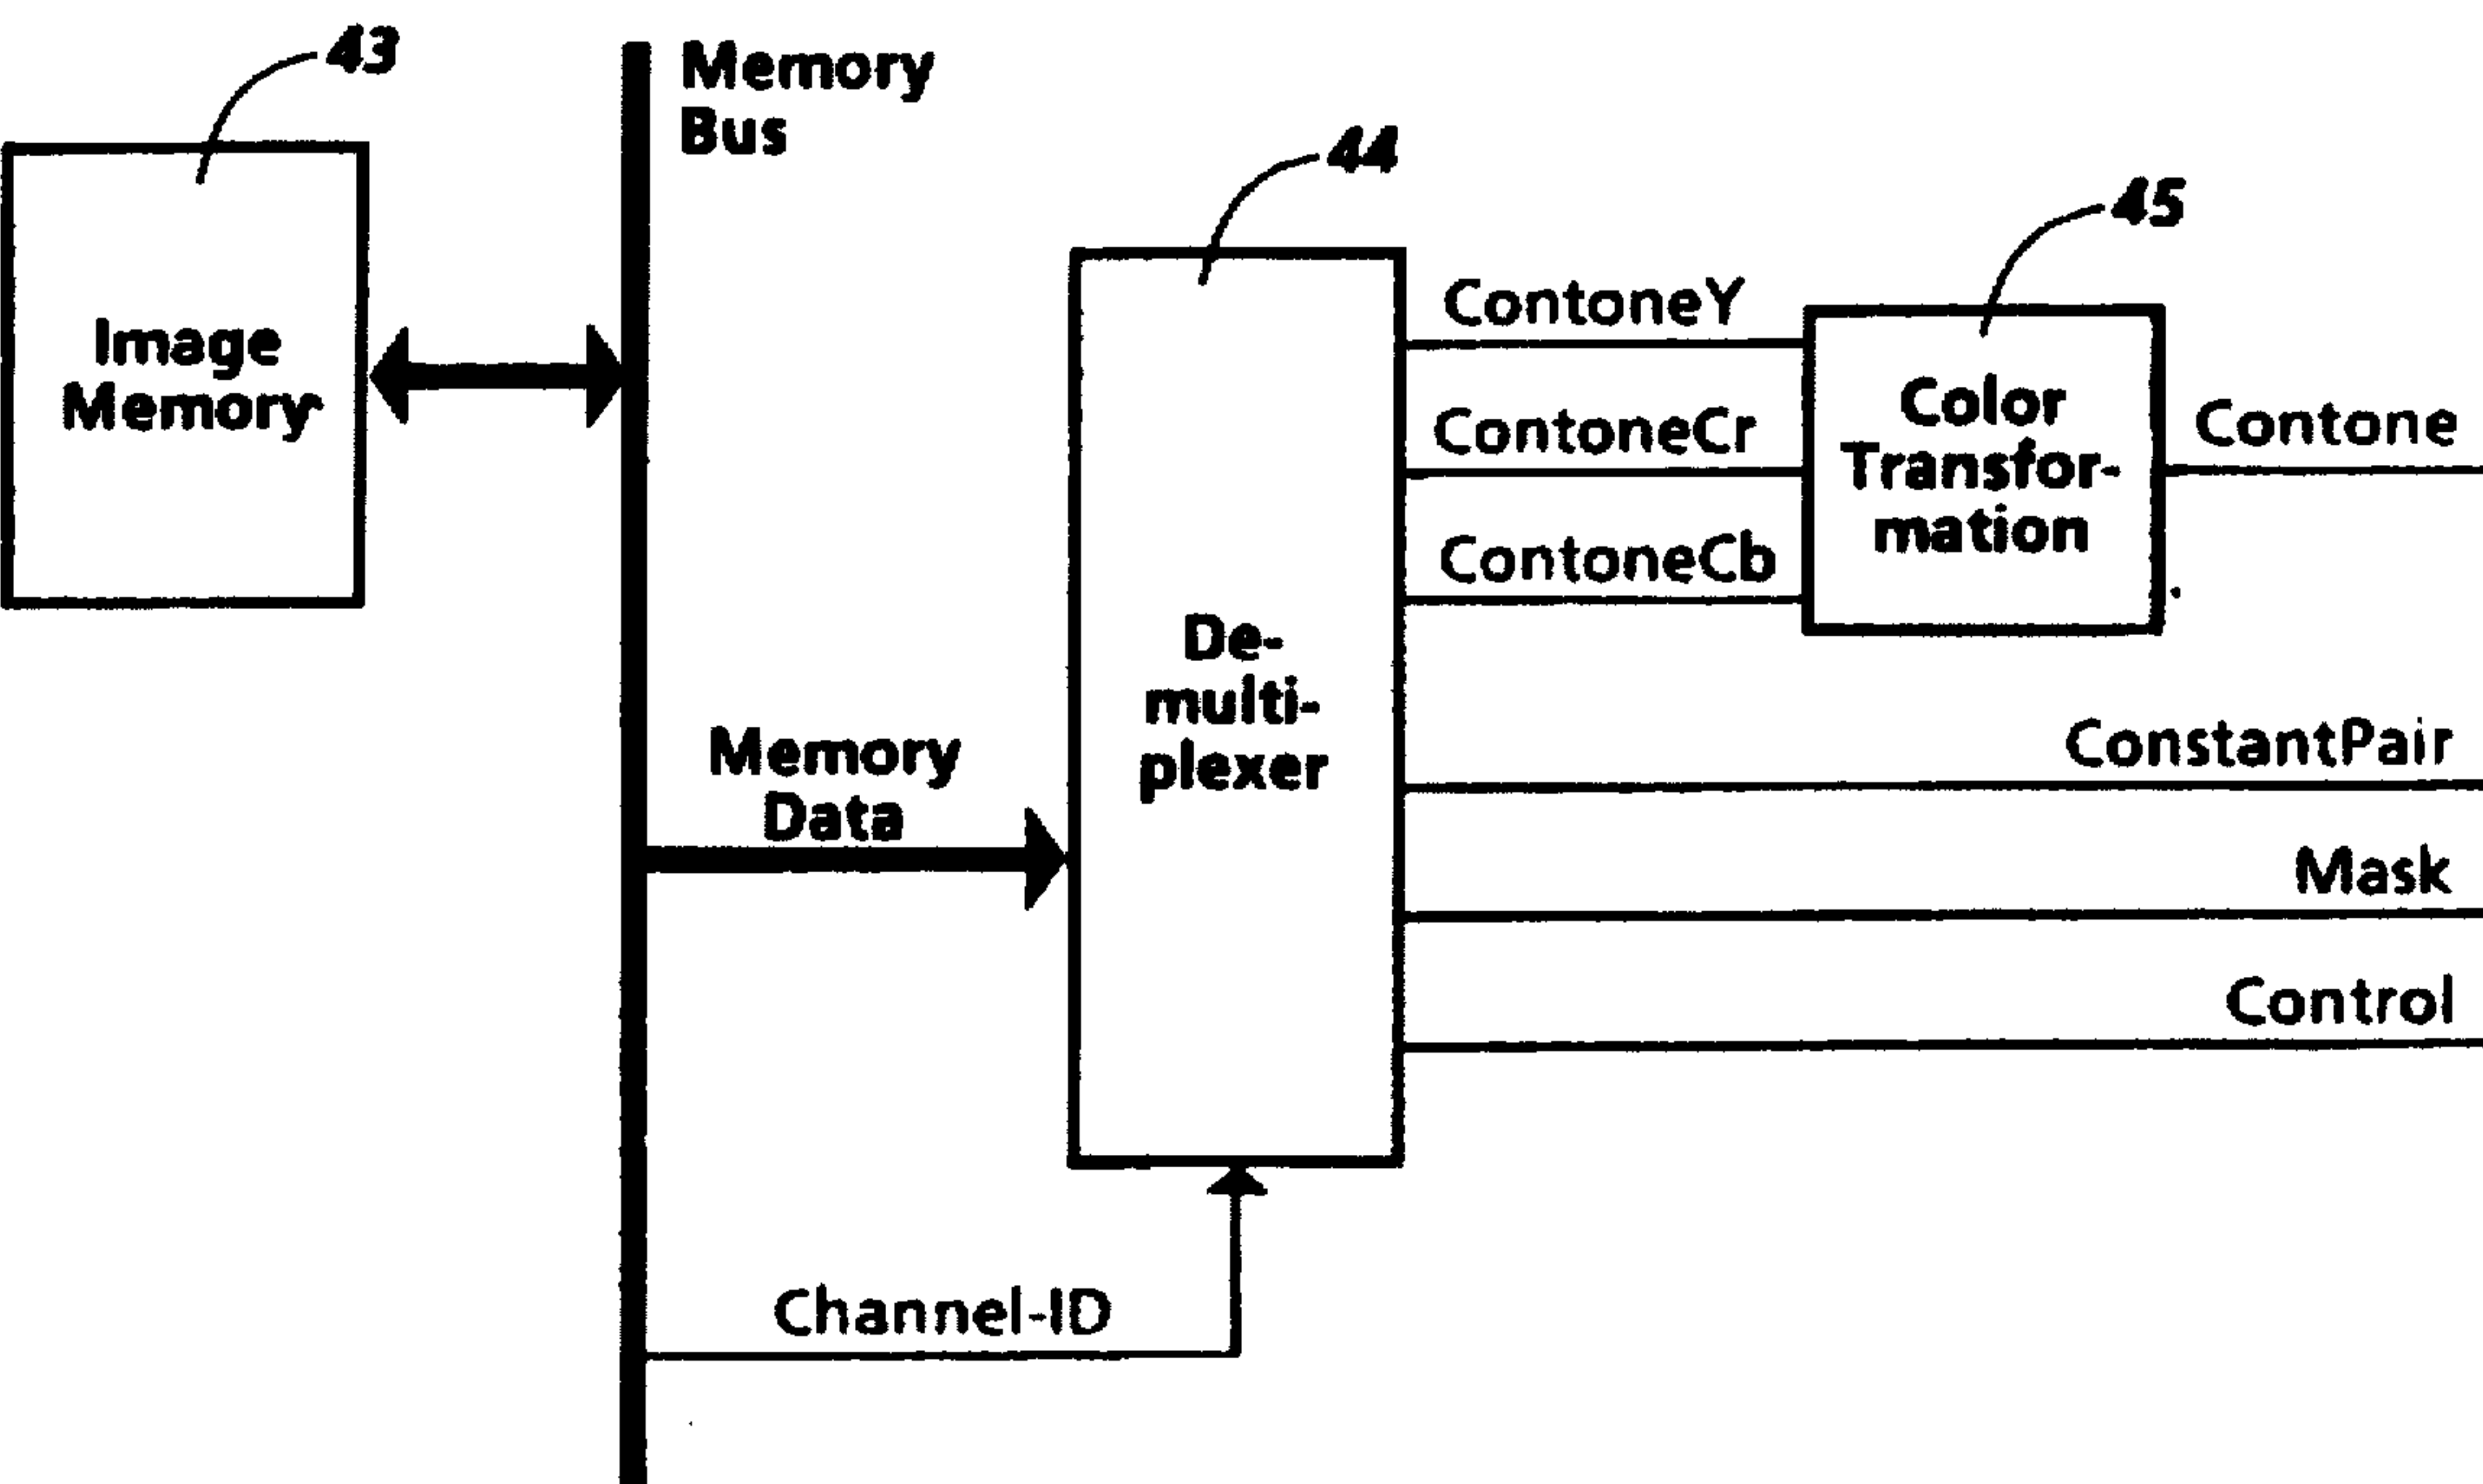 43
Memory
Bus
44
45
Image
Memory
ContoneY
ContoneCr
ContoneCb
Color
Transfor-
mation
Contone
De-
multi-
plexer
Memory
Data
ConstantPair
Mask
Control
Channel-ID